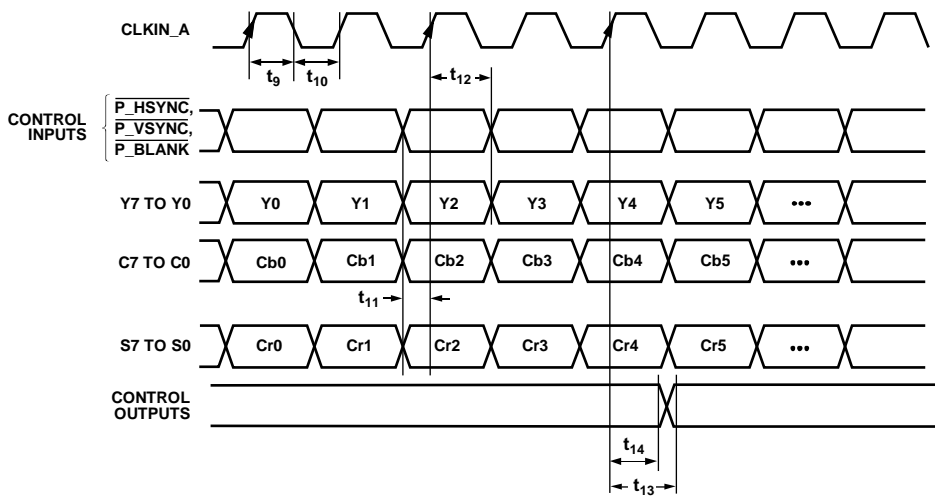 CLKIN_A
t9 t10 t12
CONTROL INPUTS
P_HSYNC,
P_VSYNC,
P_BLANK
Y7 TO Y0 Y0 Y1 Y2 Y3 Y4 Y5 •••
C7 TO C0 Cb0 Cb1 Cb2 Cb3 Cb4 Cb5 •••
t11
S7 TO S0 Cr0 Cr1 Cr2 Cr3 Cr4 Cr5 •••
CONTROL
OUTPUTS
t14
t13